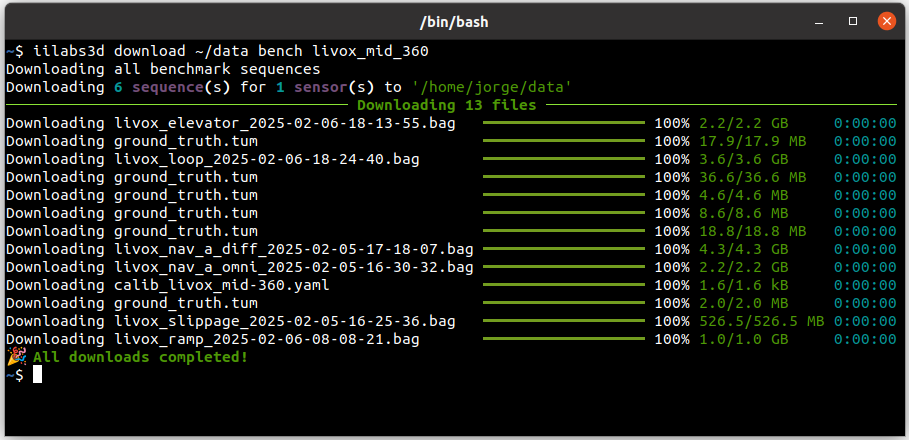 /bin/bash
~$ iilabs3d download ~/data bench livox_mid_360
Downloading all benchmark sequences
Downloading 6 sequence(s) for 1 sensor(s) to '/home/jorge/data'
Downloading 13 files
Downloading livox_elevator_2025-02-06-18-13-55.bag 100% 2.2/2.2 GB 0:00:00
Downloading ground_truth.tum 100% 17.9/17.9 MB 0:00:00
Downloading livox_loop_2025-02-06-18-24-40.bag 100% 3.6/3.6 GB 0:00:00
Downloading ground_truth.tum 100% 36.6/36.6 MB 0:00:00
Downloading ground_truth.tum 100% 4.6/4.6 MB 0:00:00
Downloading ground_truth.tum 100% 8.6/8.6 MB 0:00:00
Downloading ground_truth.tum 100% 18.8/18.8 MB 0:00:00
Downloading livox_nav_a_diff_2025-02-05-17-18-07.bag 100% 4.3/4.3 GB 0:00:00
Downloading livox_nav_a_omni_2025-02-05-16-30-32.bag 100% 2.2/2.2 GB 0:00:00
Downloading calib_livox_mid-360.yaml 100% 1.6/1.6 kB 0:00:00
Downloading ground_truth.tum 100% 2.0/2.0 MB 0:00:00
Downloading livox_slippage_2025-02-05-16-25-36.bag 100% 526.5/526.5 MB 0:00:00
Downloading livox_ramp_2025-02-06-08-08-21.bag 100% 1.0/1.0 GB 0:00:00
🎉 All downloads completed!
~$